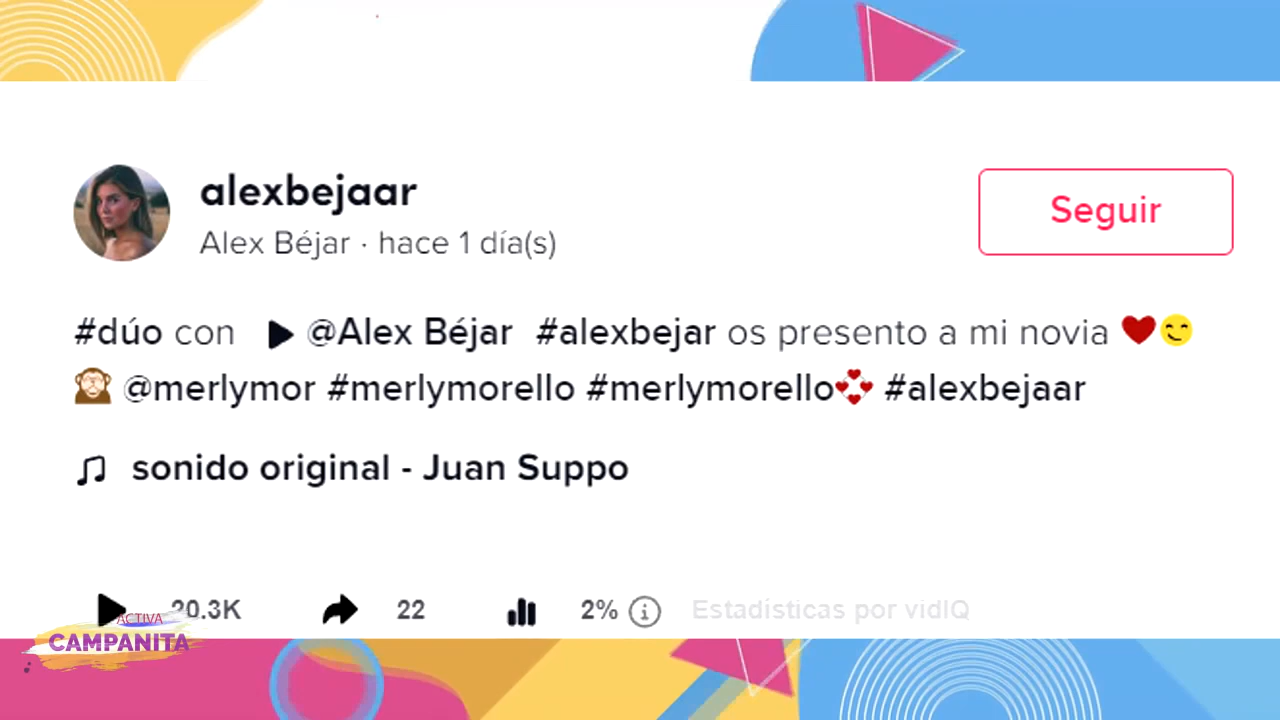 alexbejaar
Alex Béjar · hace 1 día(s)
Seguir
#dúo con ▶ @Alex Béjar #alexbejar os presento a mi novia ❤️😉
🙈 @merlymor #merlymorello #merlymorello💞 #alexbejaar
sonido original - Juan Suppo
20.3K 22 2% Estadísticas por vidIQ
ACTIVA
CAMPANITA